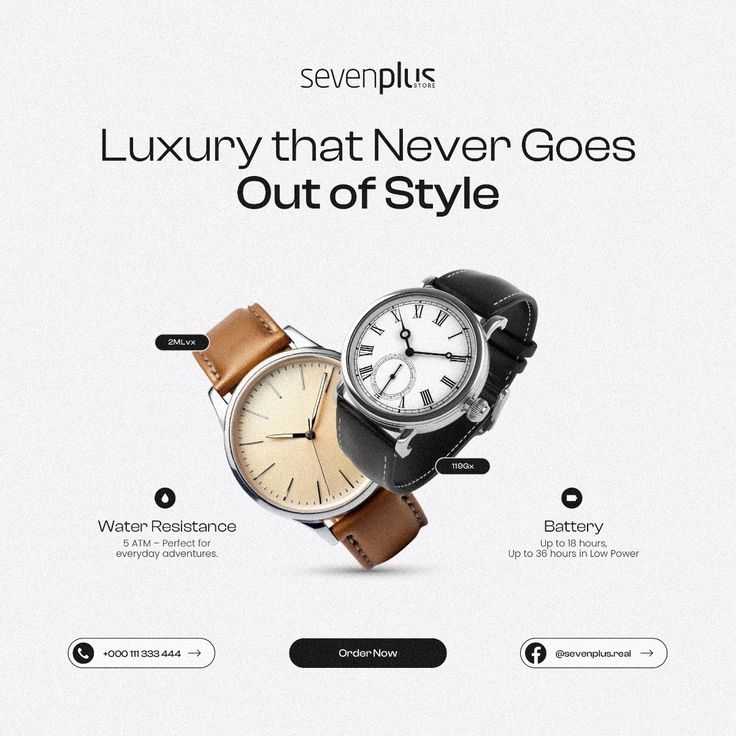 sevenplus
STORE
Luxury that Never Goes
Out of Style
2MLvx
119Gx
Water Resistance
5 ATM – Perfect for
everyday adventures.
Battery
Up to 18 hours,
Up to 36 hours in Low Power
+000 111 333 444
Order Now
@sevenplus.real